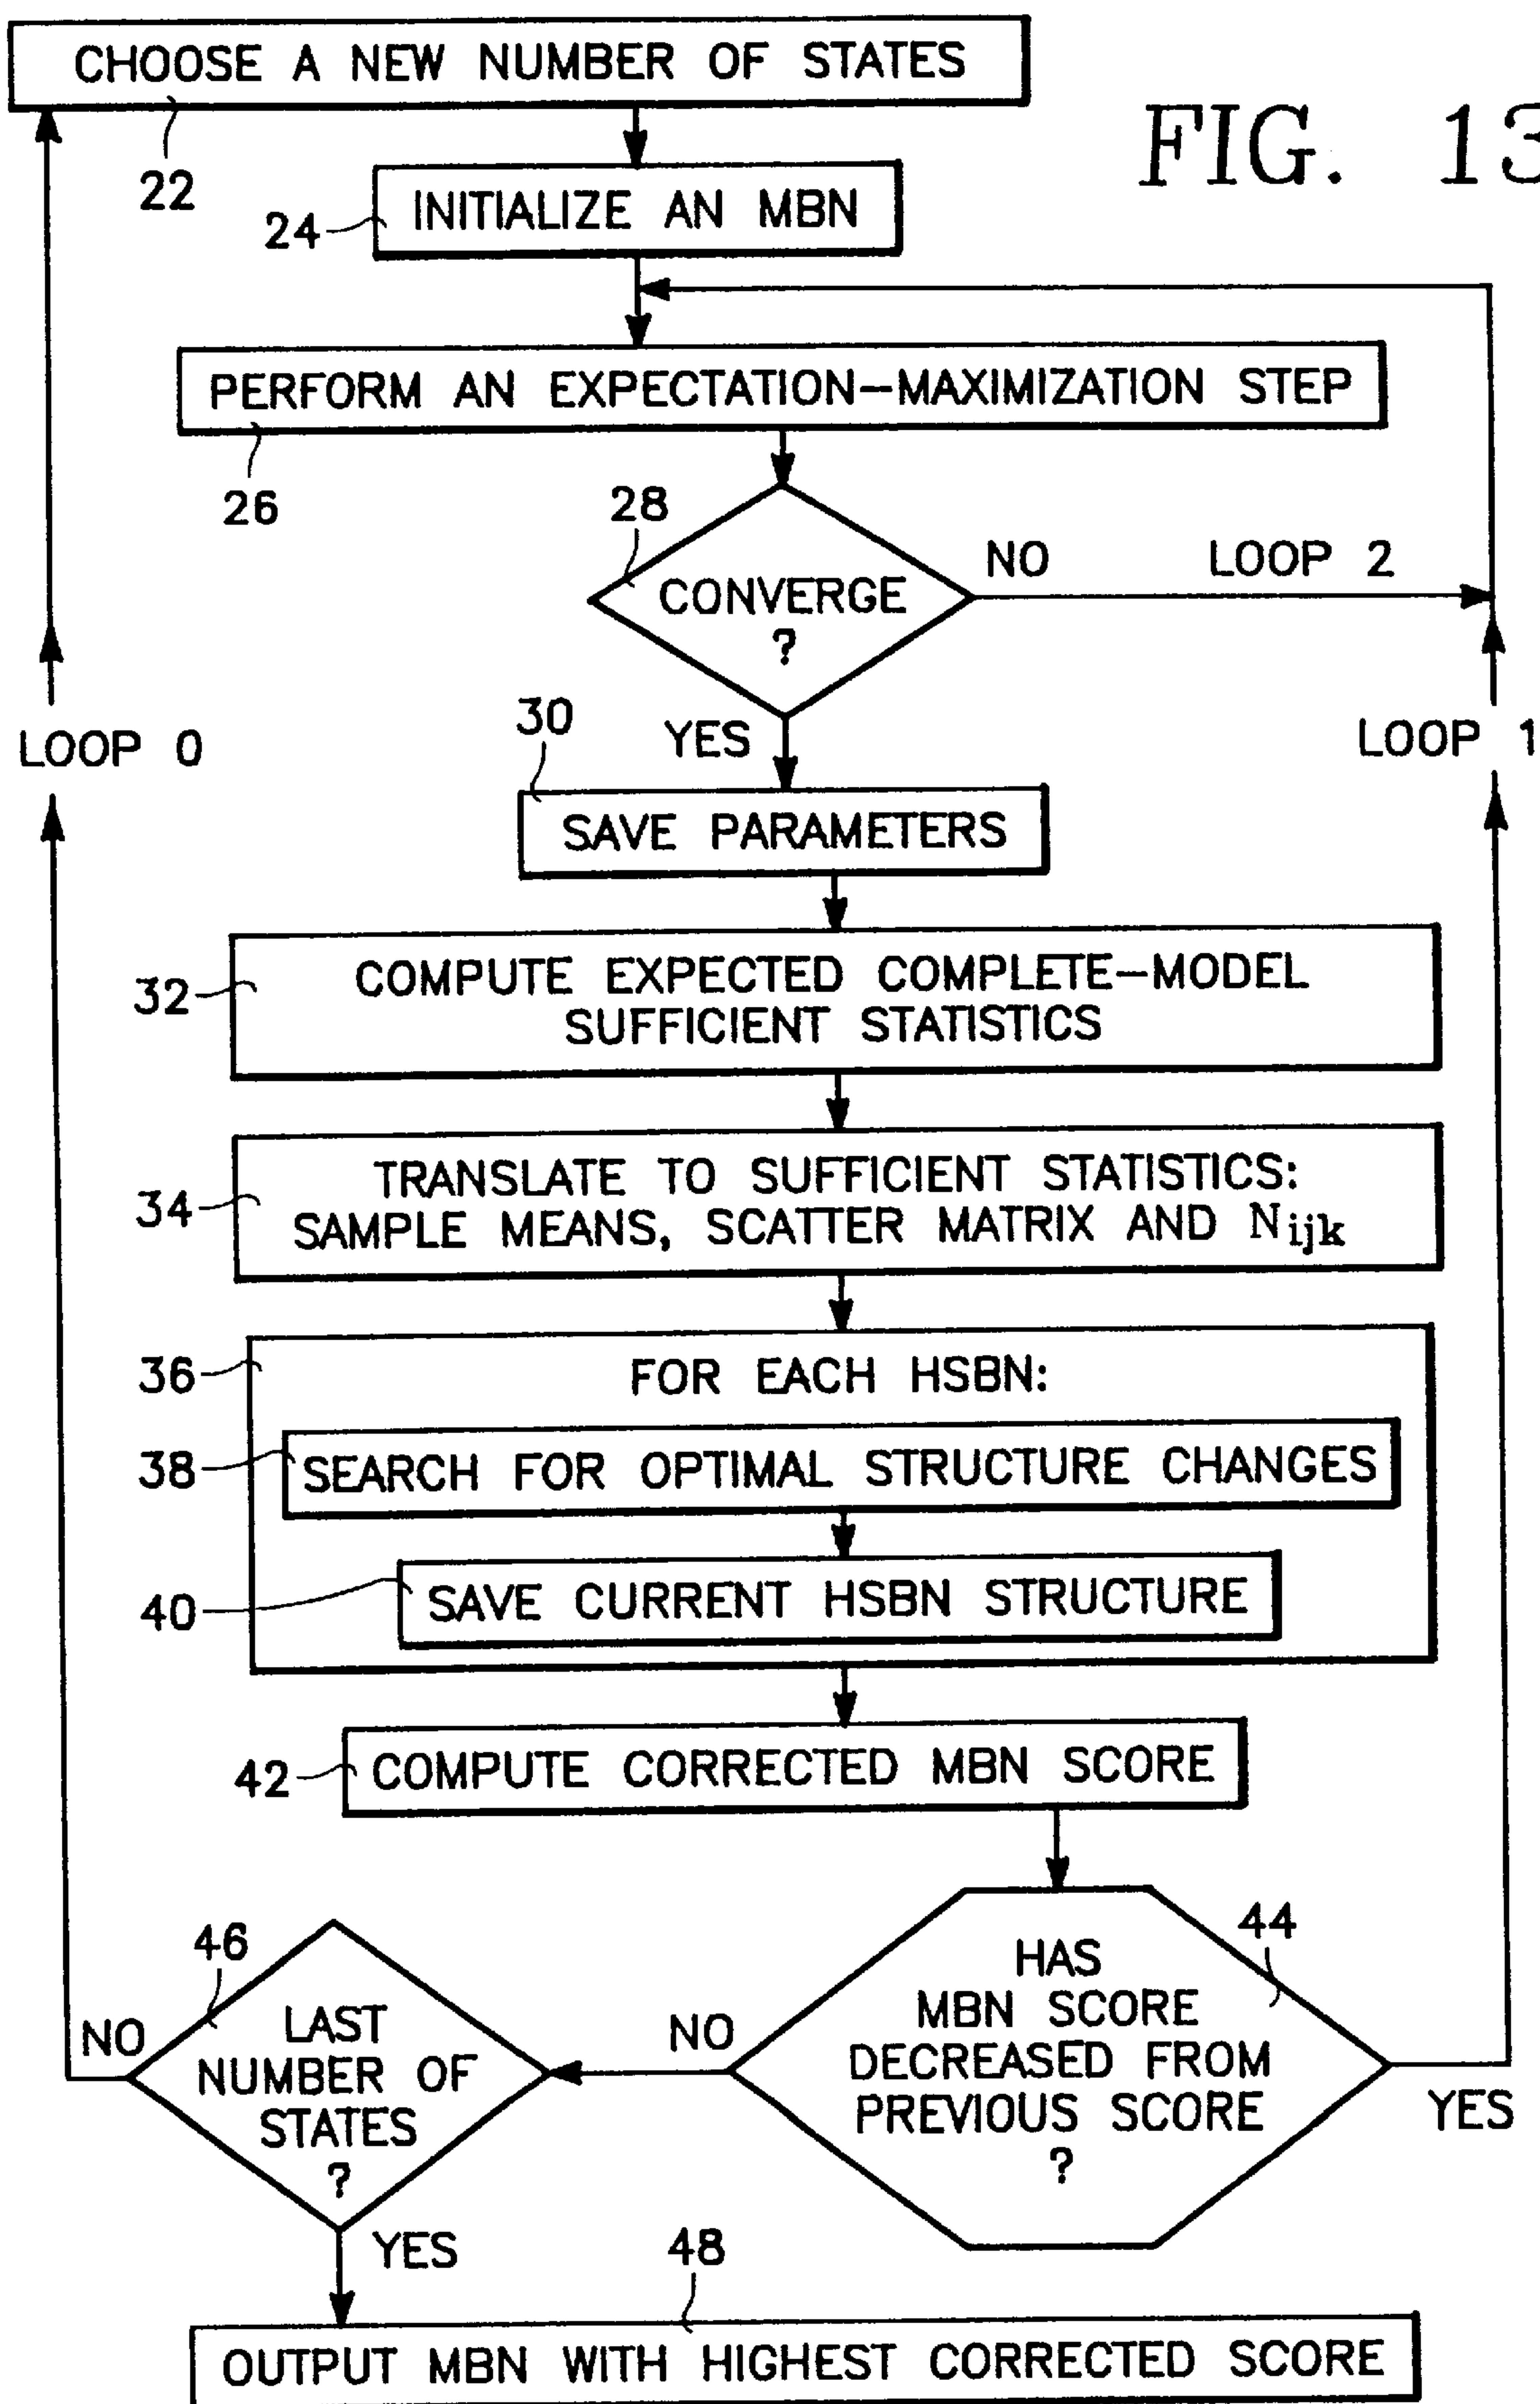 CHOOSE A NEW NUMBER OF STATES
22
FIG. 13
24
INITIALIZE AN MBN
PERFORM AN EXPECTATION-MAXIMIZATION STEP
26
28
CONVERGE
?
NO
LOOP 2
YES
LOOP 0
LOOP 1
30
SAVE PARAMETERS
32
COMPUTE EXPECTED COMPLETE-MODEL
SUFFICIENT STATISTICS
34
TRANSLATE TO SUFFICIENT STATISTICS:
SAMPLE MEANS, SCATTER MATRIX AND Nijk
36
FOR EACH HSBN:
38
SEARCH FOR OPTIMAL STRUCTURE CHANGES
40
SAVE CURRENT HSBN STRUCTURE
42
COMPUTE CORRECTED MBN SCORE
44
HAS
MBN SCORE
DECREASED FROM
PREVIOUS SCORE
?
YES
NO
46
LAST
NUMBER OF
STATES
?
NO
YES
48
OUTPUT MBN WITH HIGHEST CORRECTED SCORE